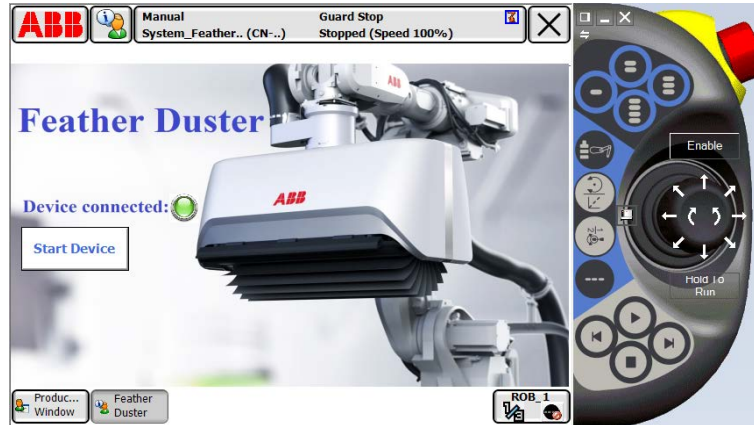 ABB
Manual
System_Feather.. (CN-..)
Guard Stop
Stopped (Speed 100%)
ABB
Feather Duster
Device connected:
ABB
Start Device
Enable
Hold To
Run
Produc...
Window
Feather
Duster
ROB_1